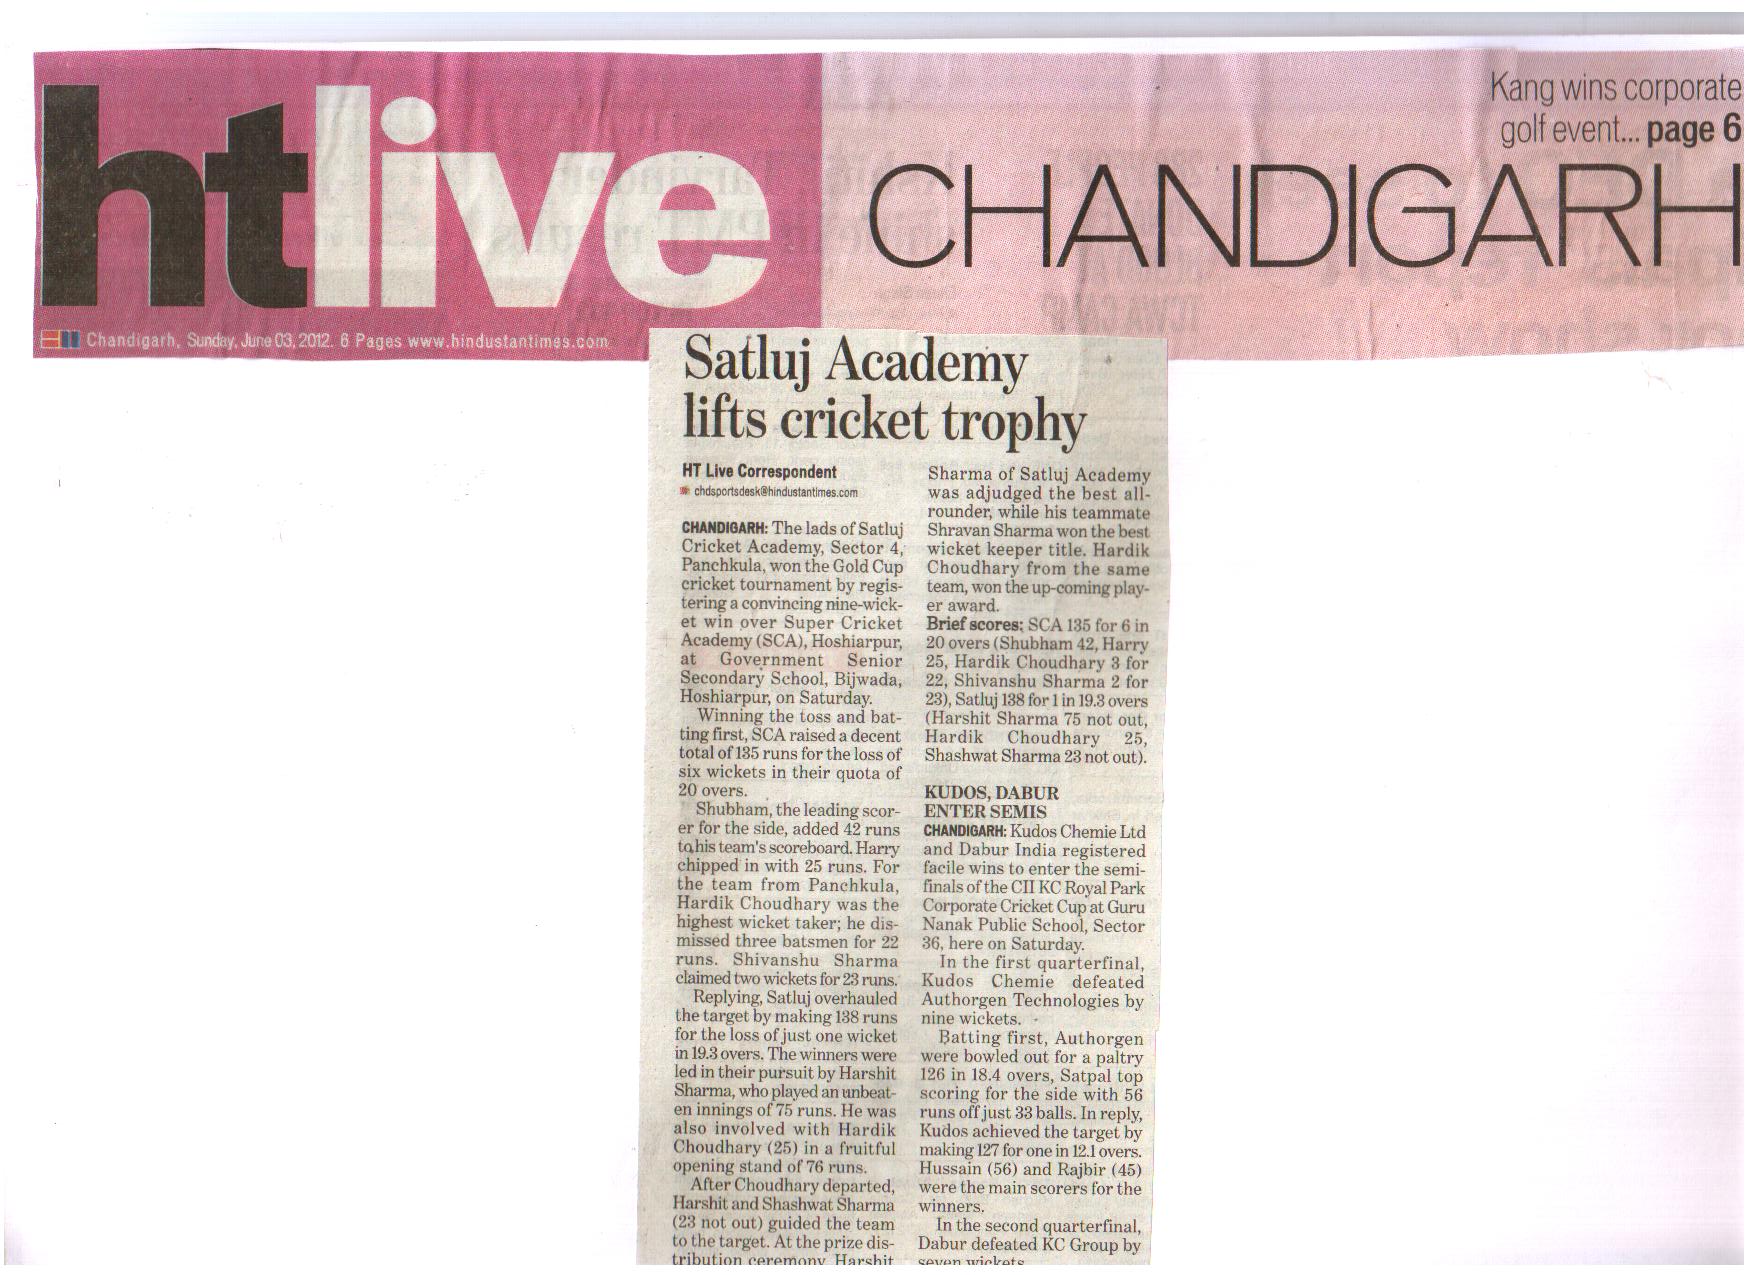 htlive
CHANDIGARH
Kang wins corporate
golf event... page 6
Chandigarh, Sunday, June 03, 2012. 6 Pages www.hindustantimes.com
Satluj Academy
lifts cricket trophy
HT Live Correspondent
chdsportsdesk@hindustantimes.com
CHANDIGARH: The lads of Satluj
Cricket Academy, Sector 4,
Panchkula, won the Gold Cup
cricket tournament by regis-
tering a convincing nine-wick-
et win over Super Cricket
Academy (SCA), Hoshiarpur,
at Government Senior
Secondary School, Bijwada,
Hoshiarpur, on Saturday.
Winning the toss and bat-
ting first, SCA raised a decent
total of 135 runs for the loss of
six wickets in their quota of
20 overs.
Shubham, the leading scor-
er for the side, added 42 runs
to his team's scoreboard. Harry
chipped in with 25 runs. For
the team from Panchkula,
Hardik Choudhary was the
highest wicket taker; he dis-
missed three batsmen for 22
runs. Shivanshu Sharma
claimed two wickets for 23 runs.
Replying, Satluj overhauled
the target by making 138 runs
for the loss of just one wicket
in 19.3 overs. The winners were
led in their pursuit by Harshit
Sharma, who played an unbeat-
en innings of 75 runs. He was
also involved with Hardik
Choudhary (25) in a fruitful
opening stand of 76 runs.
After Choudhary departed,
Harshit and Shashwat Sharma
(23 not out) guided the team
to the target. At the prize dis-
tribution ceremony, Harshit
Sharma of Satluj Academy
was adjudged the best all-
rounder, while his teammate
Shravan Sharma won the best
wicket keeper title. Hardik
Choudhary from the same
team, won the up-coming play-
er award.
Brief scores: SCA 135 for 6 in
20 overs (Shubham 42, Harry
25, Hardik Choudhary 3 for
22, Shivanshu Sharma 2 for
23), Satluj 138 for 1 in 19.3 overs
(Harshit Sharma 75 not out,
Hardik Choudhary 25,
Shashwat Sharma 23 not out).
KUDOS, DABUR
ENTER SEMIS
CHANDIGARH: Kudos Chemie Ltd
and Dabur India registered
facile wins to enter the semi-
finals of the CII KC Royal Park
Corporate Cricket Cup at Guru
Nanak Public School, Sector
36, here on Saturday.
In the first quarterfinal,
Kudos Chemie defeated
Authorgen Technologies by
nine wickets.
Batting first, Authorgen
were bowled out for a paltry
126 in 18.4 overs, Satpal top
scoring for the side with 56
runs off just 33 balls. In reply,
Kudos achieved the target by
making 127 for one in 12.1 overs.
Hussain (56) and Rajbir (45)
were the main scorers for the
winners.
In the second quarterfinal,
Dabur defeated KC Group by
seven wickets.